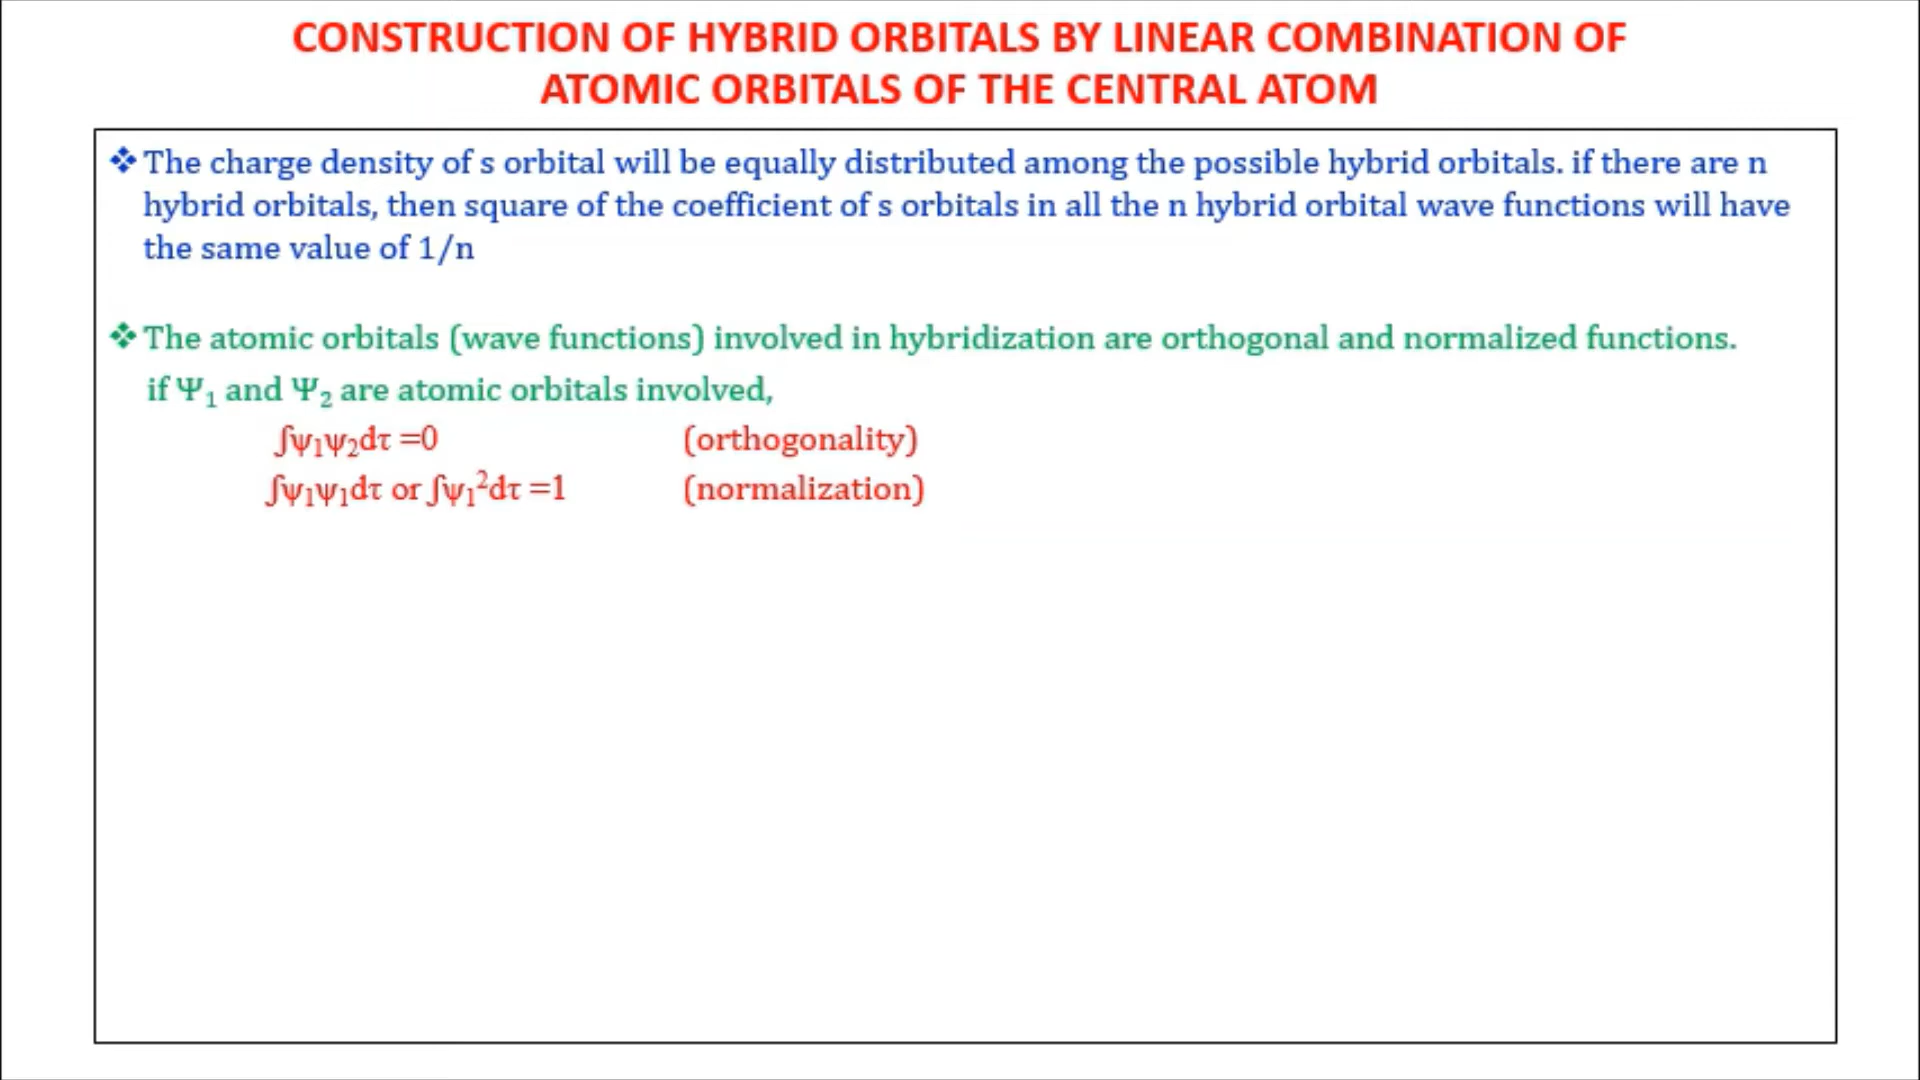 CONSTRUCTION OF HYBRID ORBITALS BY LINEAR COMBINATION OF
ATOMIC ORBITALS OF THE CENTRAL ATOM
❖ The charge density of s orbital will be equally distributed among the possible hybrid orbitals. if there are n
hybrid orbitals, then square of the coefficient of s orbitals in all the n hybrid orbital wave functions will have
the same value of 1/n
❖ The atomic orbitals (wave functions) involved in hybridization are orthogonal and normalized functions.
if Ψ₁ and Ψ₂ are atomic orbitals involved,
∫ψ₁ψ₂dτ =0 (orthogonality)
∫ψ₁ψ₁dτ or ∫ψ₁²dτ =1 (normalization)